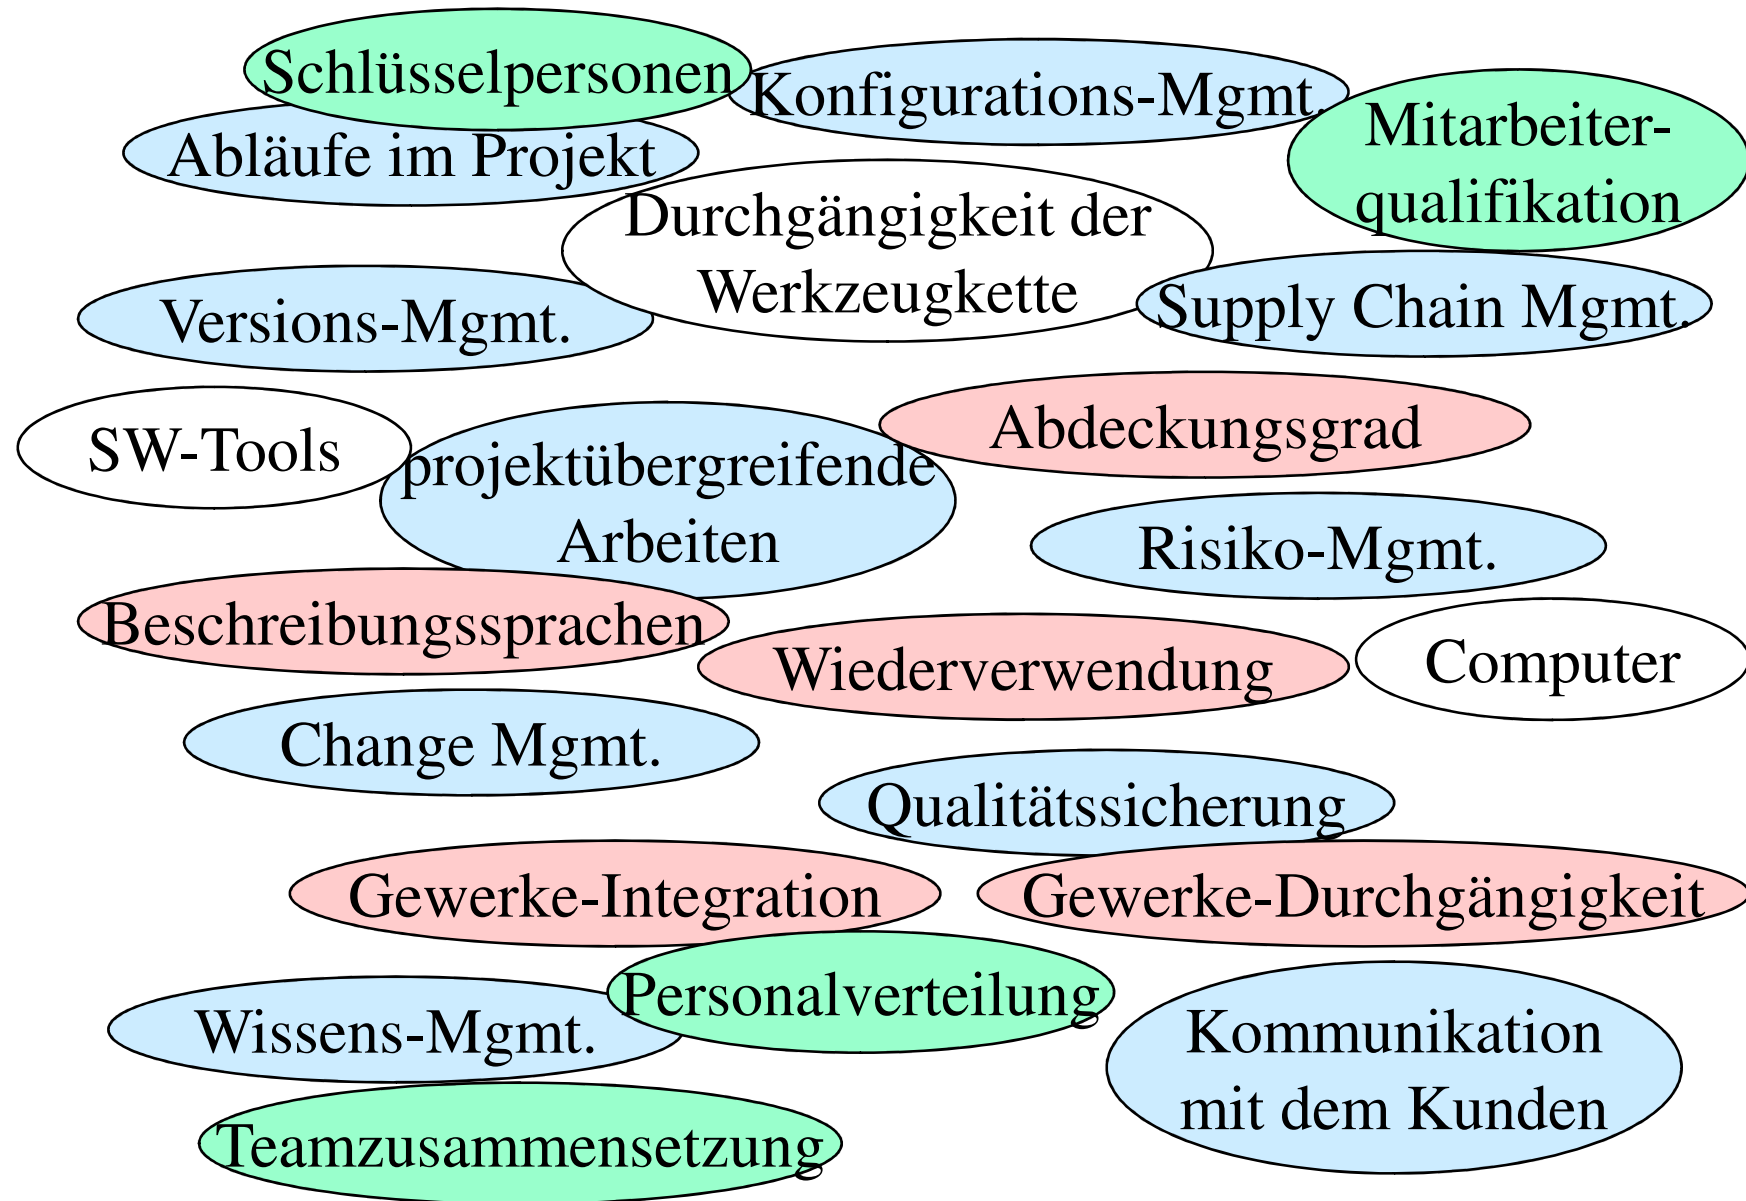 Schlüsselpersonen
Konfigurations-Mgmt.
Mitarbeiter-
qualifikation
Abläufe im Projekt
Durchgängigkeit der
Werkzeugkette
Versions-Mgmt.
Supply Chain Mgmt.
SW-Tools
projektübergreifende
Arbeiten
Abdeckungsgrad
Risiko-Mgmt.
Beschreibungssprachen
Wiederverwendung
Computer
Change Mgmt.
Qualitätssicherung
Gewerke-Integration
Gewerke-Durchgängigkeit
Personalverteilung
Wissens-Mgmt.
Kommunikation
mit dem Kunden
Teamzusammensetzung